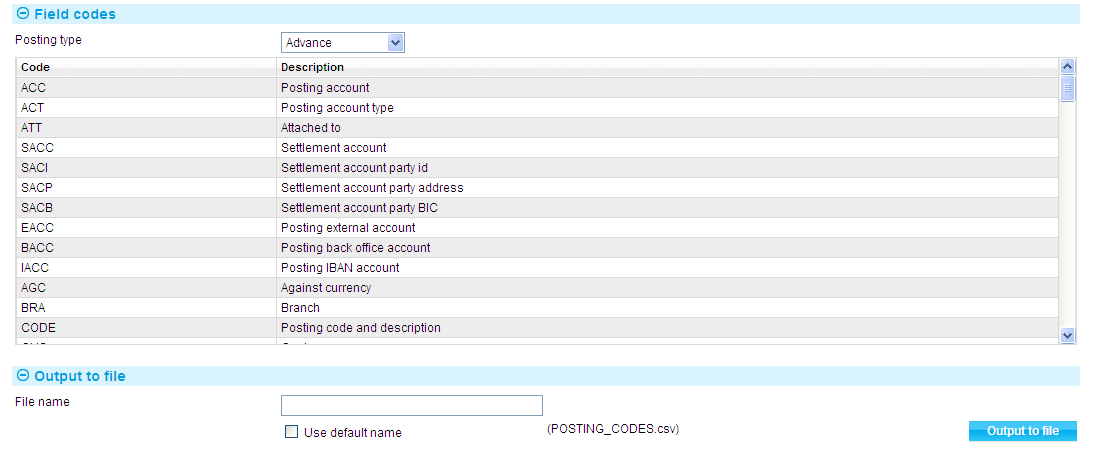 Field codes
Posting type Advance
Code Description
ACC Posting account
ACT Posting account type
ATT Attached to
SACC Settlement account
SACI Settlement account party id
SACP Settlement account party address
SACB Settlement account party BIC
EACC Posting external account
BACC Posting back office account
IACC Posting IBAN account
AGC Against currency
BRA Branch
CODE Posting code and description
Output to file
File name
Use default name (POSTING_CODES.csv) Output to file